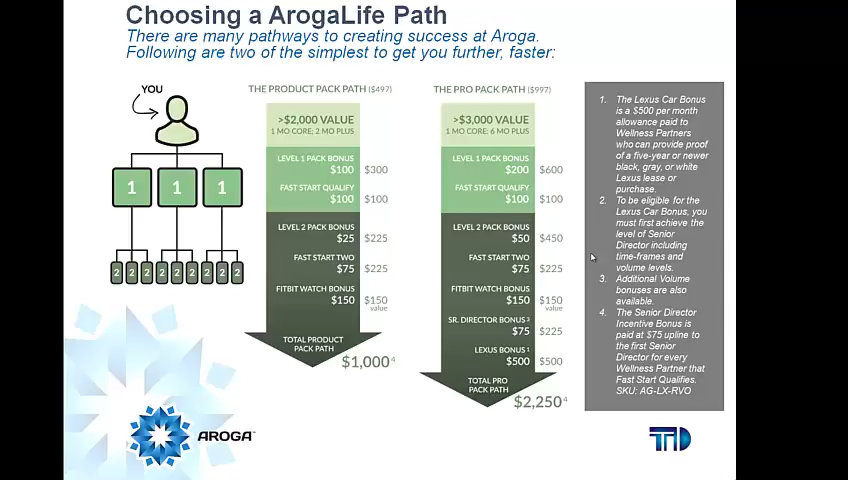 Choosing a ArogaLife Path
There are many pathways to creating success at Aroga.
Following are two of the simplest to get you further, faster:
YOU
1 1 1
2 2 2 2 2 2 2 2 2
THE PRODUCT PACK PATH ($497)
>$2,000 VALUE
1 MO CORE; 2 MO PLUS
LEVEL 1 PACK BONUS
$100 $300
FAST START QUALIFY
$100 $100
LEVEL 2 PACK BONUS
$25 $225
FAST START TWO
$75 $225
FITBIT WATCH BONUS
$150 $150
value
TOTAL PRODUCT
PACK PATH
$1,000⁴
THE PRO PACK PATH ($997)
>$3,000 VALUE
1 MO CORE; 6 MO PLUS
LEVEL 1 PACK BONUS
$200 $600
FAST START QUALIFY
$100 $100
LEVEL 2 PACK BONUS
$50 $450
FAST START TWO
$75 $225
FITBIT WATCH BONUS
$150 $150
value
SR. DIRECTOR BONUS³
$75 $225
LEXUS BONUS¹
$500 $500
TOTAL PRO
PACK PATH
$2,250⁴
1. The Lexus Car Bonus
is a $500 per month
allowance paid to
Wellness Partners
who can provide proof
of a five-year or newer
black, gray, or white
Lexus lease or
purchase.
2. To be eligible for the
Lexus Car Bonus, you
must first achieve the
level of Senior
Director including
time-frames and
volume levels.
3. Additional Volume
bonuses are also
available.
4. The Senior Director
Incentive Bonus is
paid at $75 upline to
the first Senior
Director for every
Wellness Partner that
Fast Start Qualifies.
SKU: AG-LX-RVO
AROGA™